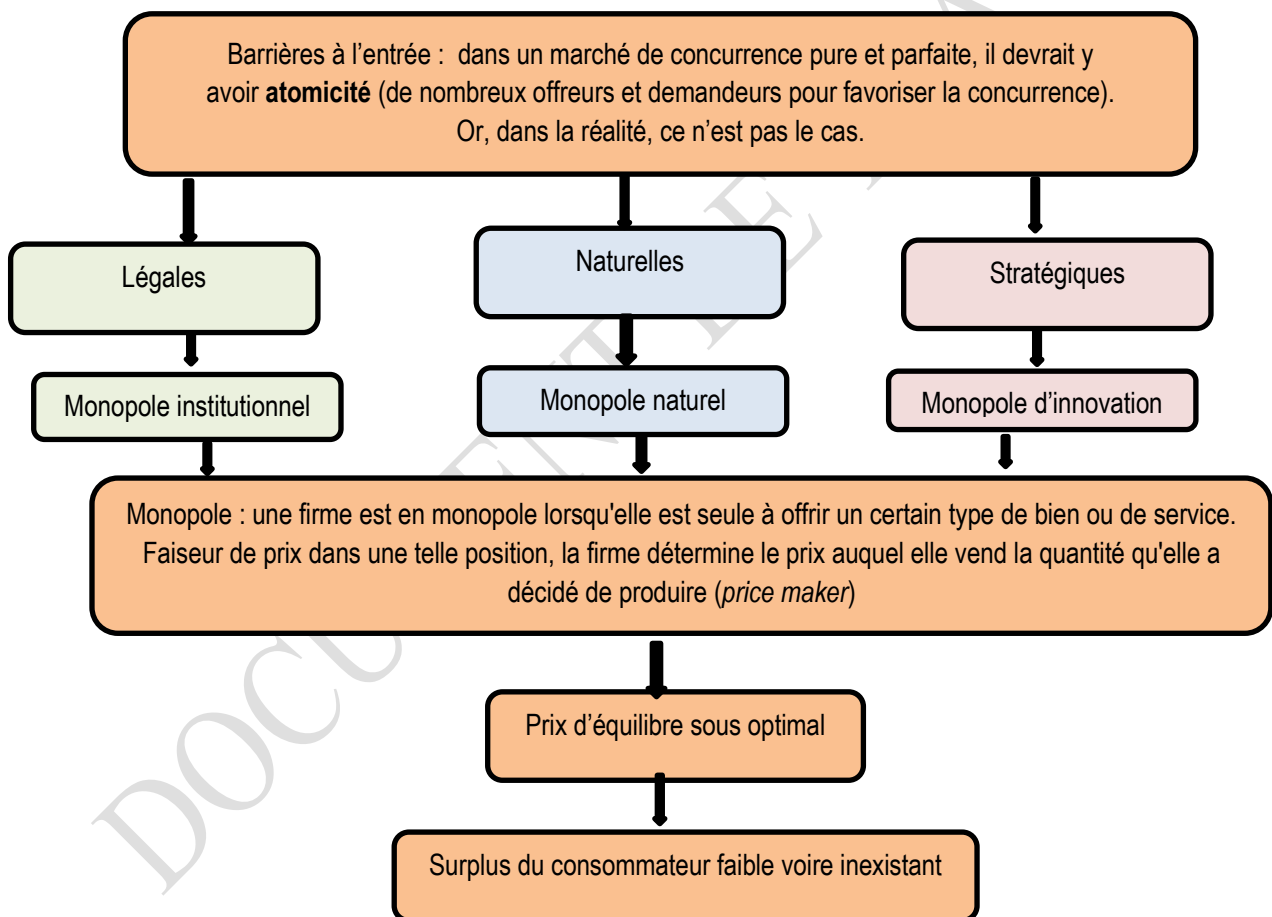 Barrières à l’entrée : dans un marché de concurrence pure et parfaite, il devrait y
avoir atomicité (de nombreux offreurs et demandeurs pour favoriser la concurrence).
Or, dans la réalité, ce n’est pas le cas.
Légales
Naturelles
Stratégiques
Monopole institutionnel
Monopole naturel
Monopole d’innovation
Monopole : une firme est en monopole lorsqu'elle est seule à offrir un certain type de bien ou de service.
Faiseur de prix dans une telle position, la firme détermine le prix auquel elle vend la quantité qu'elle a
décidé de produire (price maker)
Prix d’équilibre sous optimal
Surplus du consommateur faible voire inexistant